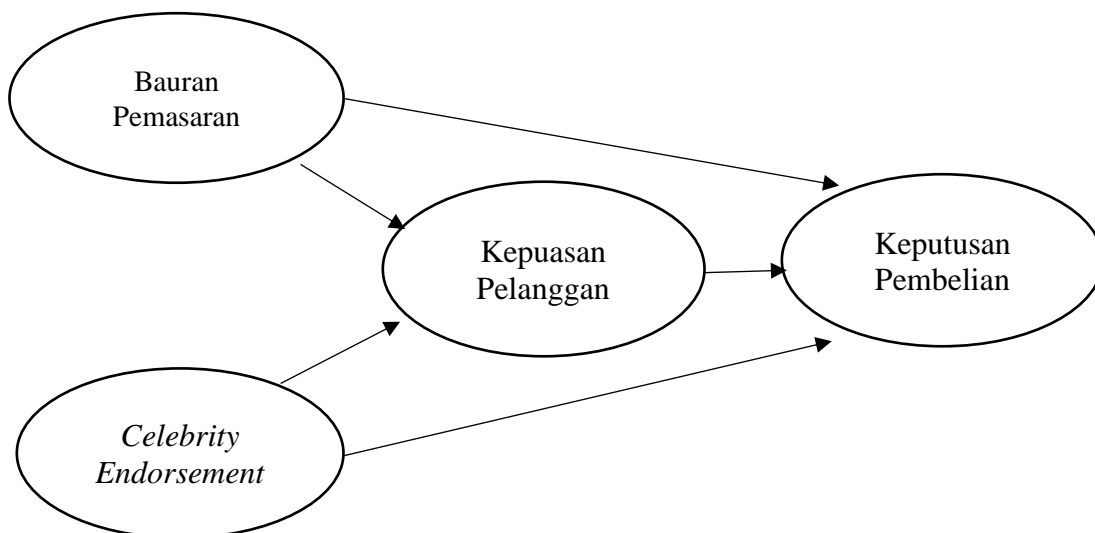 Bauran
Pemasaran
Kepuasan
Pelanggan
Keputusan
Pembelian
Celebrity
Endorsement